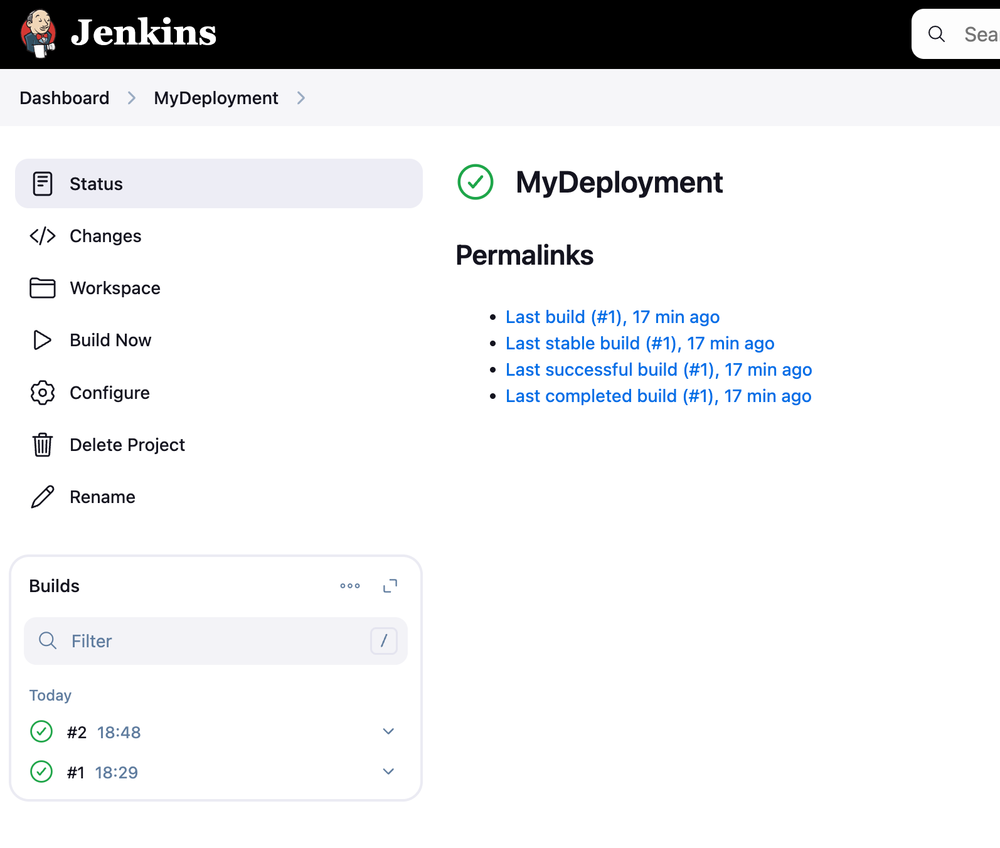 Jenkins
Sea
Dashboard
MyDeployment
Status
Changes
Workspace
Build Now
Configure
Delete Project
Rename
MyDeployment
Permalinks
Last build (#1), 17 min ago
Last stable build (#1), 17 min ago
Last successful build (#1), 17 min ago
Last completed build (#1), 17 min ago
Builds
Filter /
Today
#2 18:48
#1 18:29